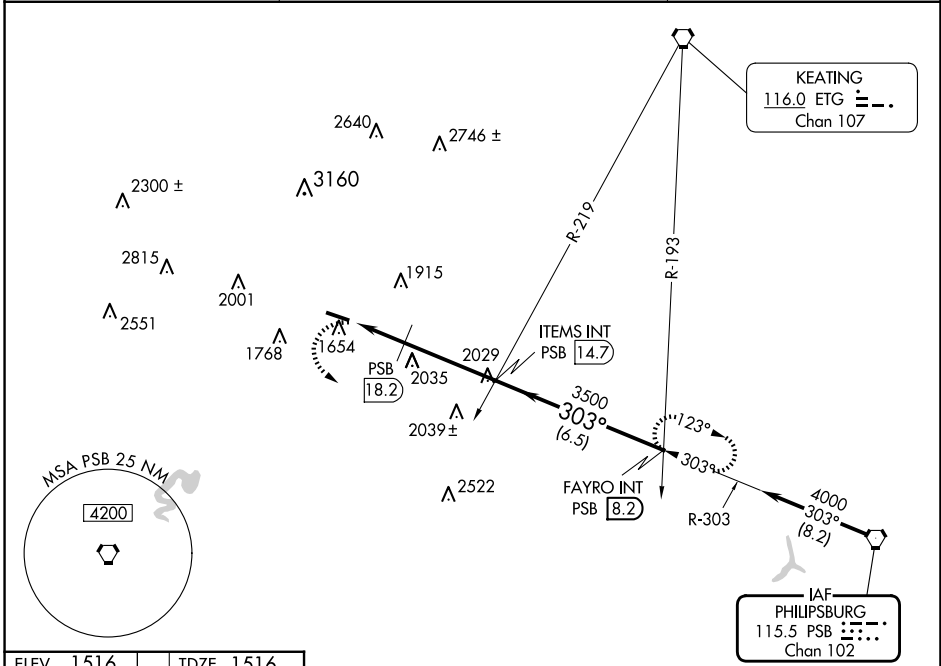 KEATING
116.0 ETG
Chan 107
2640
2746 ±
3160
2300 ±
R-219
R-193
2815
1915
2001
2551
ITEMS INT
PSB 14.7
1768
1654
PSB
18.2
2035
2029
3500
303°
(6.5)
2039 ±
123°
303°
MSA PSB 25 NM
4200
2522
FAYRO INT
PSB 8.2
R-303
4000
303°
(8.2)
IAF
PHILIPSBURG
115.5 PSB
Chan 102
ELEV 1516 TDZE 1516